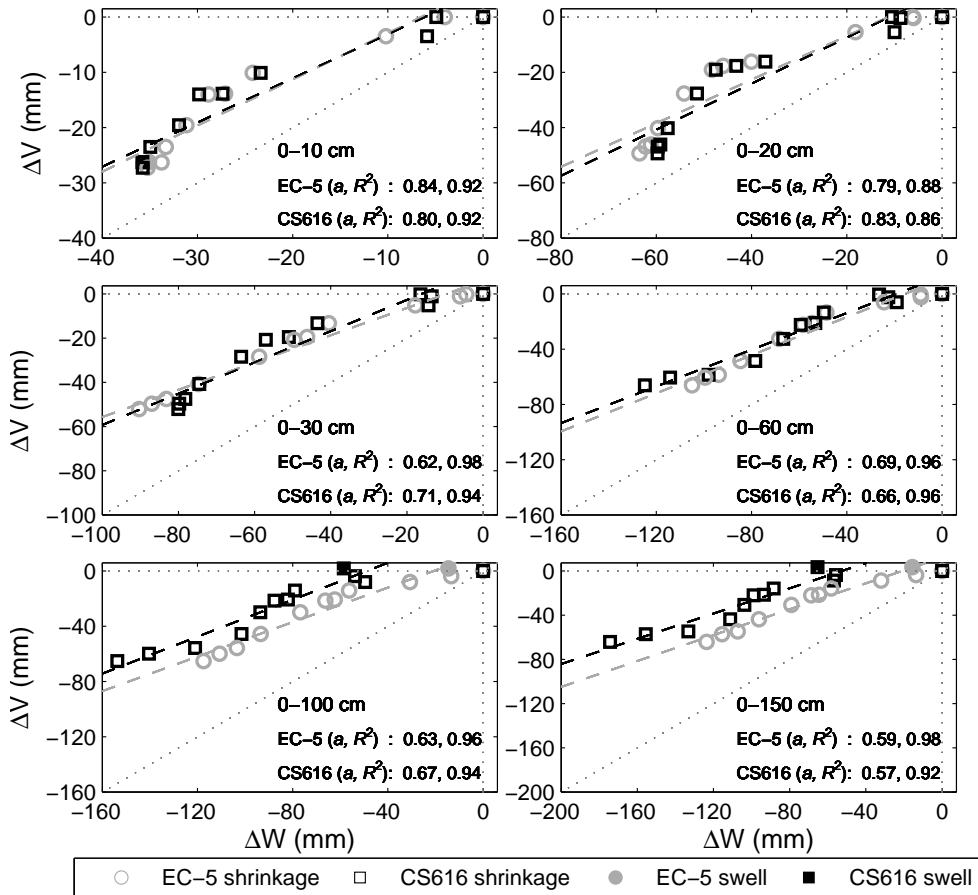 0
−10
−20
−30
−40
ΔV (mm)
−40 −30 −20 −10 0
0−10 cm
EC−5 (a, R²) : 0.84, 0.92
CS616 (a, R²): 0.80, 0.92
0
−20
−40
−60
−80
−80 −60 −40 −20 0
0−20 cm
EC−5 (a, R²) : 0.79, 0.88
CS616 (a, R²): 0.83, 0.86
0
−20
−40
−60
−80
−100
ΔV (mm)
−100 −80 −60 −40 −20 0
0−30 cm
EC−5 (a, R²) : 0.62, 0.98
CS616 (a, R²): 0.71, 0.94
0
−40
−80
−120
−160
−160 −120 −80 −40 0
0−60 cm
EC−5 (a, R²) : 0.69, 0.96
CS616 (a, R²): 0.66, 0.96
0
−40
−80
−120
−160
ΔV (mm)
−160 −120 −80 −40 0
ΔW (mm)
0−100 cm
EC−5 (a, R²) : 0.63, 0.96
CS616 (a, R²): 0.67, 0.94
0
−50
−100
−150
−200
−200 −160 −120 −80 −40 0
ΔW (mm)
0−150 cm
EC−5 (a, R²) : 0.59, 0.98
CS616 (a, R²): 0.57, 0.92
EC−5 shrinkage CS616 shrinkage EC−5 swell CS616 swell